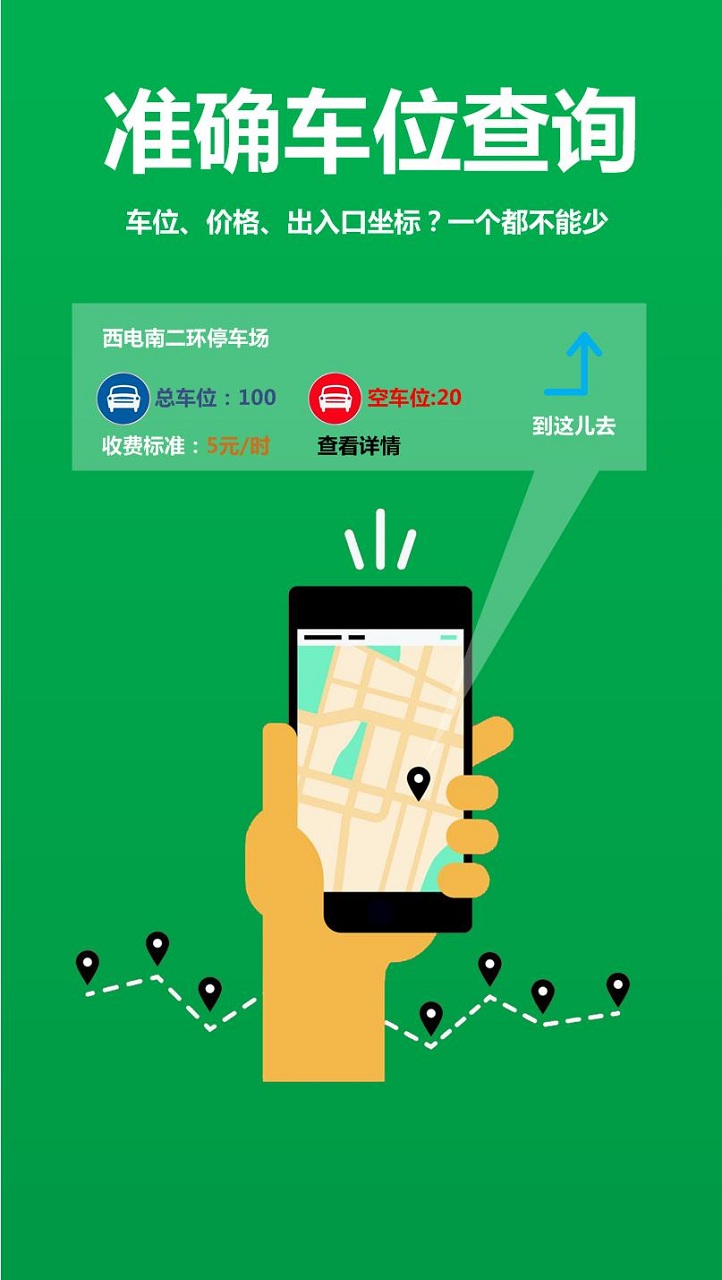 准确车位查询
车位、价格、出入口坐标？一个都不能少
西电南二环停车场
总车位：100 空车位:20
到这儿去
收费标准：5元/时 查看详情